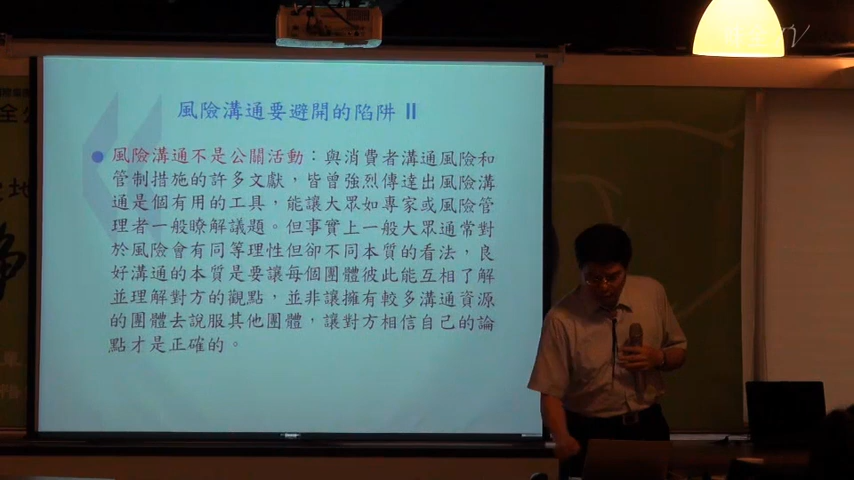 風險溝通要避開的陷阱 II
● 風險溝通不是公關活動：與消費者溝通風險和
管制措施的許多文獻，皆曾強烈傳達出風險溝
通是個有用的工具，能讓大眾如專家或風險管
理者一般瞭解議題。但事實上一般大眾通常對
於風險會有同等理性但卻不同本質的看法，良
好溝通的本質是要讓每個團體彼此能互相了解
並理解對方的觀點，並非讓擁有較多溝通資源
的團體去說服其他團體，讓對方相信自己的論
點才是正確的。